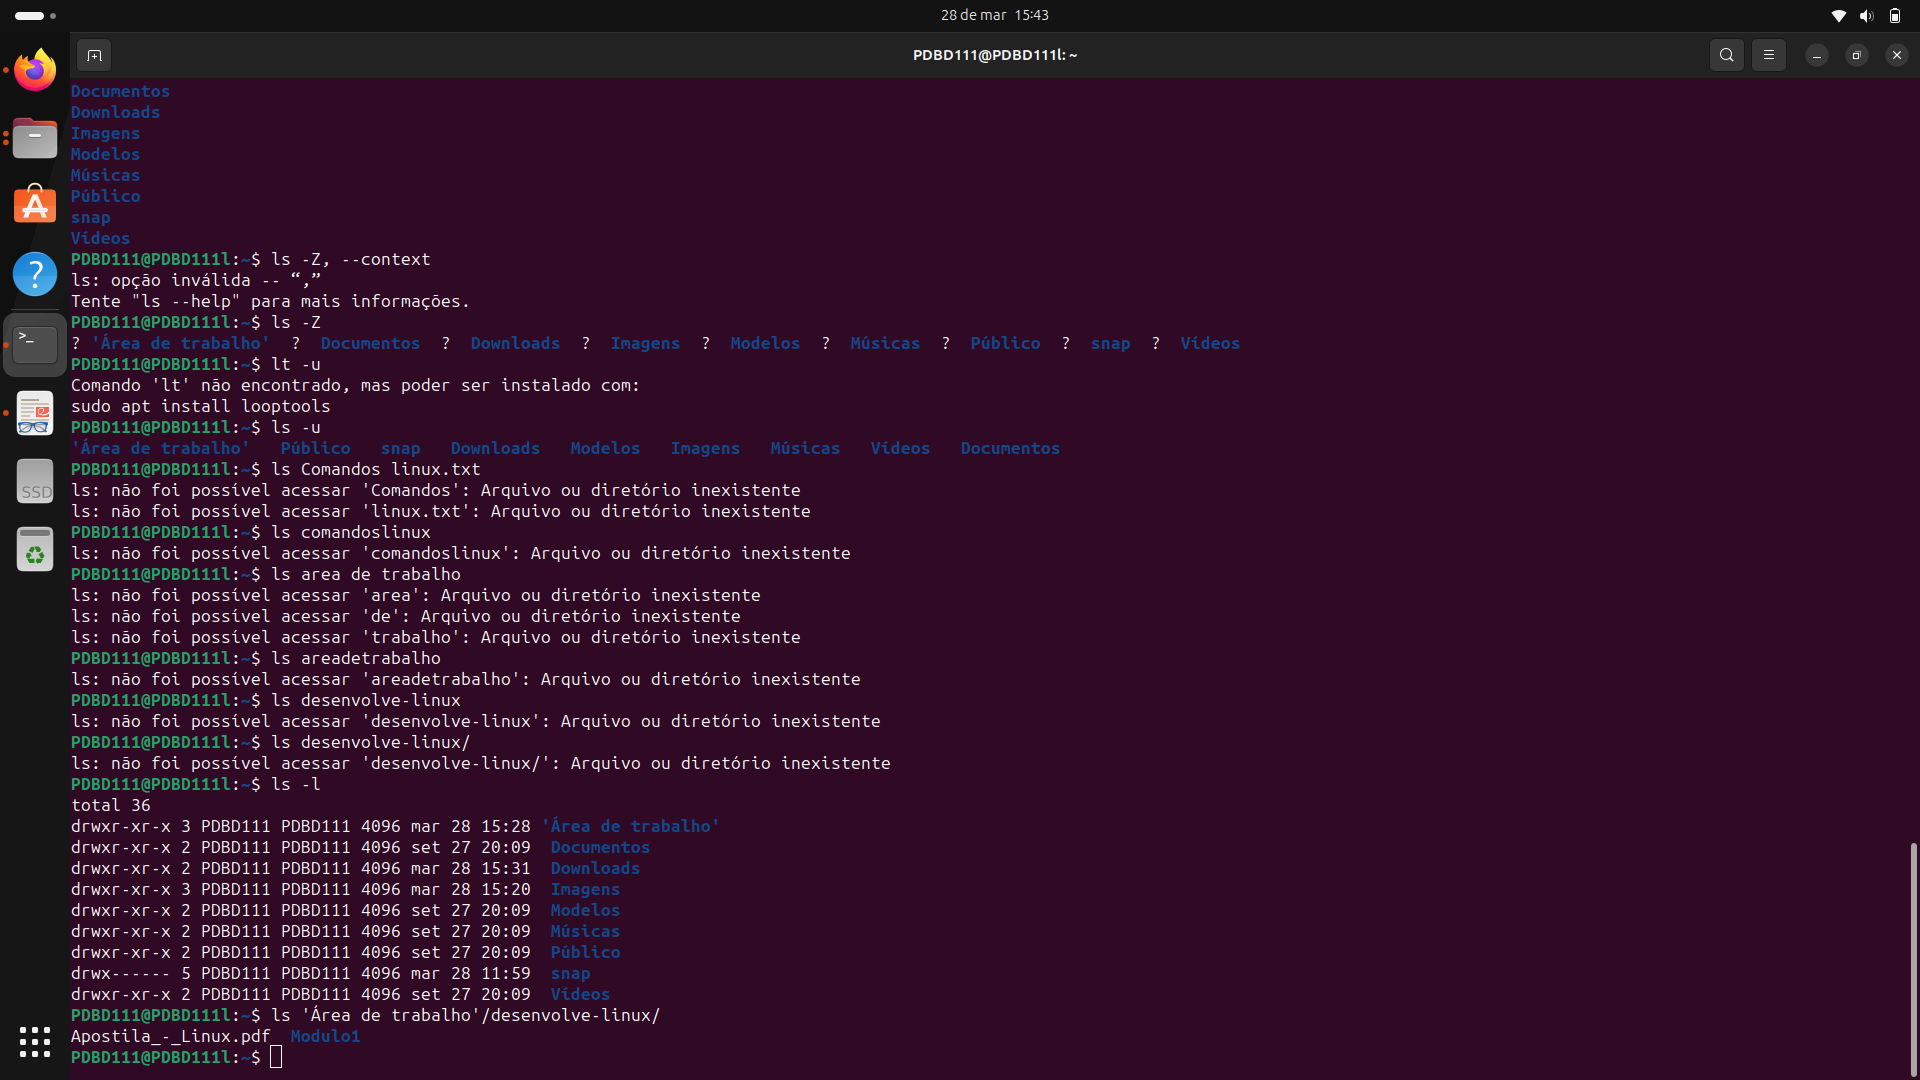 28 de mar 15:43
PDBD111@PDBD111l: ~
Documentos
Downloads
Imagens
Modelos
Músicas
Público
snap
Vídeos
PDBD111@PDBD111l:~$ ls -Z, --context
ls: opção inválida -- “,”
Tente "ls --help" para mais informações.
PDBD111@PDBD111l:~$ ls -Z
? 'Área de trabalho'  ?  Documentos  ?  Downloads  ?  Imagens  ?  Modelos  ?  Músicas  ?  Público  ?  snap  ?  Vídeos
PDBD111@PDBD111l:~$ lt -u
Comando 'lt' não encontrado, mas poder ser instalado com:
sudo apt install looptools
PDBD111@PDBD111l:~$ ls -u
'Área de trabalho'   Público   snap   Downloads   Modelos   Imagens   Músicas   Vídeos   Documentos
PDBD111@PDBD111l:~$ ls Comandos linux.txt
ls: não foi possível acessar 'Comandos': Arquivo ou diretório inexistente
ls: não foi possível acessar 'linux.txt': Arquivo ou diretório inexistente
PDBD111@PDBD111l:~$ ls comandoslinux
ls: não foi possível acessar 'comandoslinux': Arquivo ou diretório inexistente
PDBD111@PDBD111l:~$ ls area de trabalho
ls: não foi possível acessar 'area': Arquivo ou diretório inexistente
ls: não foi possível acessar 'de': Arquivo ou diretório inexistente
ls: não foi possível acessar 'trabalho': Arquivo ou diretório inexistente
PDBD111@PDBD111l:~$ ls areadetrabalho
ls: não foi possível acessar 'areadetrabalho': Arquivo ou diretório inexistente
PDBD111@PDBD111l:~$ ls desenvolve-linux
ls: não foi possível acessar 'desenvolve-linux': Arquivo ou diretório inexistente
PDBD111@PDBD111l:~$ ls desenvolve-linux/
ls: não foi possível acessar 'desenvolve-linux/': Arquivo ou diretório inexistente
PDBD111@PDBD111l:~$ ls -l
total 36
drwxr-xr-x 3 PDBD111 PDBD111 4096 mar 28 15:28 'Área de trabalho'
drwxr-xr-x 2 PDBD111 PDBD111 4096 set 27 20:09  Documentos
drwxr-xr-x 2 PDBD111 PDBD111 4096 mar 28 15:31  Downloads
drwxr-xr-x 3 PDBD111 PDBD111 4096 mar 28 15:20  Imagens
drwxr-xr-x 2 PDBD111 PDBD111 4096 set 27 20:09  Modelos
drwxr-xr-x 2 PDBD111 PDBD111 4096 set 27 20:09  Músicas
drwxr-xr-x 2 PDBD111 PDBD111 4096 set 27 20:09  Público
drwx------ 5 PDBD111 PDBD111 4096 mar 28 11:59  snap
drwxr-xr-x 2 PDBD111 PDBD111 4096 set 27 20:09  Vídeos
PDBD111@PDBD111l:~$ ls 'Área de trabalho'/desenvolve-linux/
Apostila_-_Linux.pdf  Modulo1
PDBD111@PDBD111l:~$
SSD